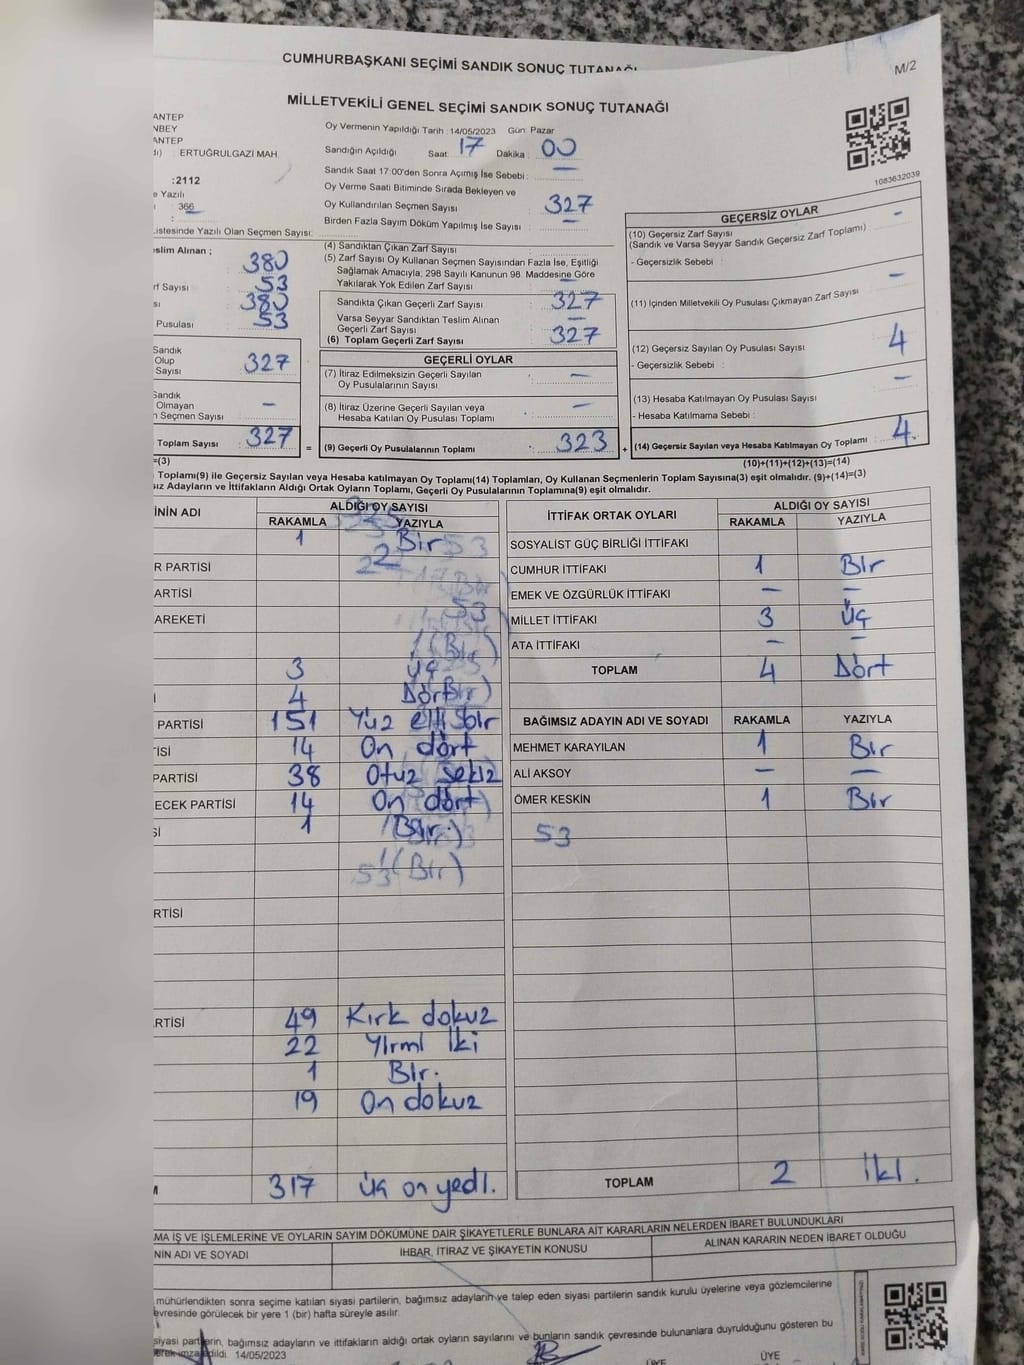 CUMHURBAŞKANI SEÇİMİ SANDIK SONUÇ
M/2
MİLLETVEKİLİ GENEL SEÇİMİ SANDIK SONUÇ TUTANAĞI
ANTEP
NBEY
ANTEP
ERTUĞRULGAZİ MAH.
:2112
e Yazılı
: 366
Listesinde Yazılı Olan Seçmen Sayısı:
eslim Alınan ; 380
rf Sayısı 53
sı 380
Pusulası 53
Sandık
Olup
Sayısı : 327
Sandık
Olmayan
n Seçmen Sayısı : –
Toplam Sayısı : 327 =
=(3)
Oy Vermenin Yapıldığı Tarih :14/05/2023 Gün: Pazar
Sandığın Açıldığı Saat: 17 Dakika : 00
Sandık Saat 17:00'den Sonra Açımış İse Sebebi : –
Oy Verme Saati Bitiminde Sırada Bekleyen ve
Oy Kullandırılan Seçmen Sayısı : 327
Birden Fazla Sayım Döküm Yapılmış İse Sayısı : –
(4) Sandıktan Çıkan Zarf Sayısı
(5) Zarf Sayısı Oy Kullanan Seçmen Sayısından Fazla İse, Eşitliği
Sağlamak Amacıyla, 298 Sayılı Kanunun 98. Maddesine Göre
Yakılarak Yok Edilen Zarf Sayısı : –
Sandıkta Çıkan Geçerli Zarf Sayısı : 327
Varsa Seyyar Sandıktan Teslim Alınan
Geçerli Zarf Sayısı : –
(6) Toplam Geçerli Zarf Sayısı : 327
GEÇERLİ OYLAR
(7) İtiraz Edilmeksizin Geçerli Sayılan
Oy Pusulalarının Sayısı : –
(8) İtiraz Üzerine Geçerli Sayılan veya
Hesaba Katılan Oy Pusulası Toplamı : –
(9) Geçerli Oy Pusulalarının Toplamı : 323 +
1083632039
GEÇERSİZ OYLAR
(10) Geçersiz Zarf Sayısı
(Sandık ve Varsa Seyyar Sandık Geçersiz Zarf Toplamı) : –
- Geçersizlik Sebebi :
(11) İçinden Milletvekili Oy Pusulası Çıkmayan Zarf Sayısı –
(12) Geçersiz Sayılan Oy Pusulası Sayısı 4
- Geçersizlik Sebebi :
(13) Hesaba Katılmayan Oy Pusulası Sayısı –
- Hesaba Katılmama Sebebi :
(14) Geçersiz Sayılan veya Hesaba Katılmayan Oy Toplamı : 4.
(10)+(11)+(12)+(13)=(14)
Toplamı(9) ile Geçersiz Sayılan veya Hesaba Katılmayan Oy Toplamı(14) Toplamları, Oy Kullanan Seçmenlerin Toplam Sayısına(3) eşit olmalıdır. (9)+(14)=(3)
ız Adayların ve İttifakların Aldığı Ortak Oyların Toplamı, Geçerli Oy Pusulalarının Toplamına(9) eşit olmalıdır.
İNİN ADI ALDIĞI OY SAYISI
RAKAMLA YAZIYLA
1 Bir 53
R PARTİSİ 22
ARTİSİ
AREKETİ 53
1 (Bir)
3 Üç
4 Dört
PARTİSİ 151 Yüz elli bir
İSİ 14 On dört
PARTİSİ 38 Otuz sekiz
ECEK PARTİSİ 14 On dört
Sİ 1 (Bir)
53 1(Bir)
RTİSİ
RTİSİ 49 Kırk dokuz
22 Yirmi iki
1 Bir.
19 On dokuz
M 317 Üç on yedi.
İTTİFAK ORTAK OYLARI ALDIĞI OY SAYISI
RAKAMLA YAZIYLA
SOSYALİST GÜÇ BİRLİĞİ İTTİFAKI
CUMHUR İTTİFAKI 1 Bir
EMEK VE ÖZGÜRLÜK İTTİFAKI – –
MİLLET İTTİFAKI 3 Üç
ATA İTTİFAKI – –
TOPLAM 4 Dört
BAĞIMSIZ ADAYIN ADI VE SOYADI RAKAMLA YAZIYLA
MEHMET KARAYILAN 1 Bir
ALİ AKSOY – –
ÖMER KESKİN 1 Bir
53
TOPLAM 2 İki.
MA İŞ VE İŞLEMLERİNE VE OYLARIN SAYIM DÖKÜMÜNE DAİR ŞİKAYETLERLE BUNLARA AİT KARARLARIN NELERDEN İBARET BULUNDUKLARI
NİN ADI VE SOYADI İHBAR, İTİRAZ VE ŞİKAYETİN KONUSU ALINAN KARARIN NEDEN İBARET OLDUĞU
mühürlendikten sonra seçime katılan siyasi partilerin, bağımsız adayların ve talep eden siyasi partilerin sandık kurulu üyelerine veya gözlemcilerine
evresinde görülecek bir yere 1 (bir) hafta süreyle asılır.
siyasi partilerin, bağımsız adayların ve ittifakların aldığı ortak oyların sayılarını ve bunların sandık çevresinde bulunanlara duyrulduğunu gösteren bu
erek imza edildi. 14/05/2023
ÜYE ÜYE